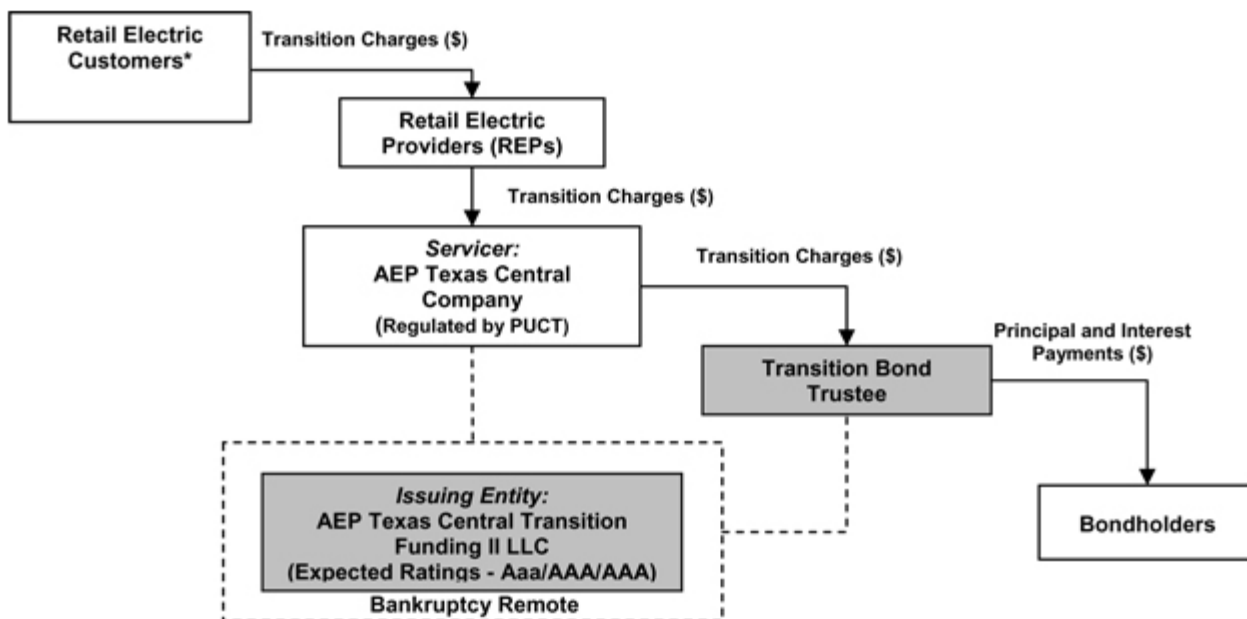 Retail Electric
Customers*
Transition Charges ($)
Retail Electric
Providers (REPs)
Transition Charges ($)
Servicer:
AEP Texas Central
Company
(Regulated by PUCT)
Transition Charges ($)
Principal and Interest
Payments ($)
Transition Bond
Trustee
Issuing Entity:
AEP Texas Central Transition
Funding II LLC
(Expected Ratings - Aaa/AAA/AAA)
Bankruptcy Remote
Bondholders